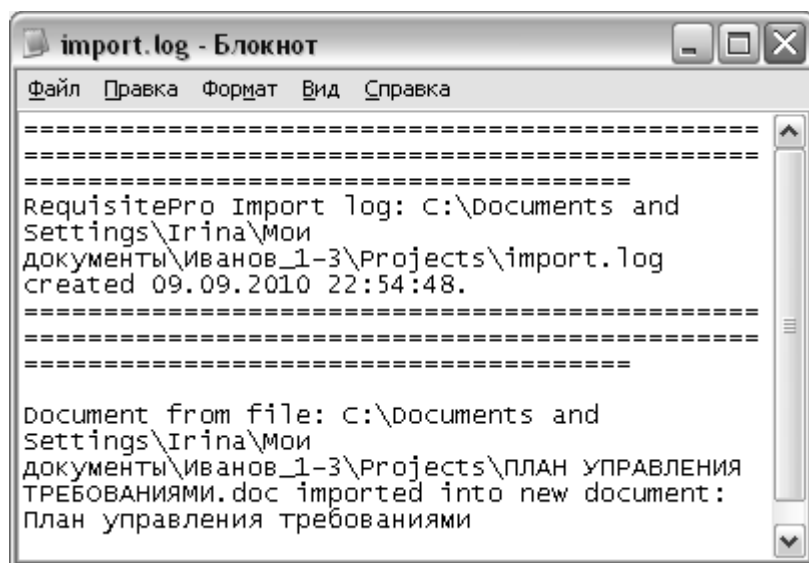 import.log - Блокнот
Файл Правка Формат Вид Справка
==============================================
==============================================
======================================
RequisitePro Import log: C:\Documents and
Settings\Irina\Мои
документы\Иванов_1-3\Projects\import.log
created 09.09.2010 22:54:48.
==============================================
==============================================
======================================
Document from file: C:\Documents and
Settings\Irina\Мои
документы\Иванов_1-3\Projects\ПЛАН УПРАВЛЕНИЯ
ТРЕБОВАНИЯМИ.doc imported into new document:
План управления требованиями